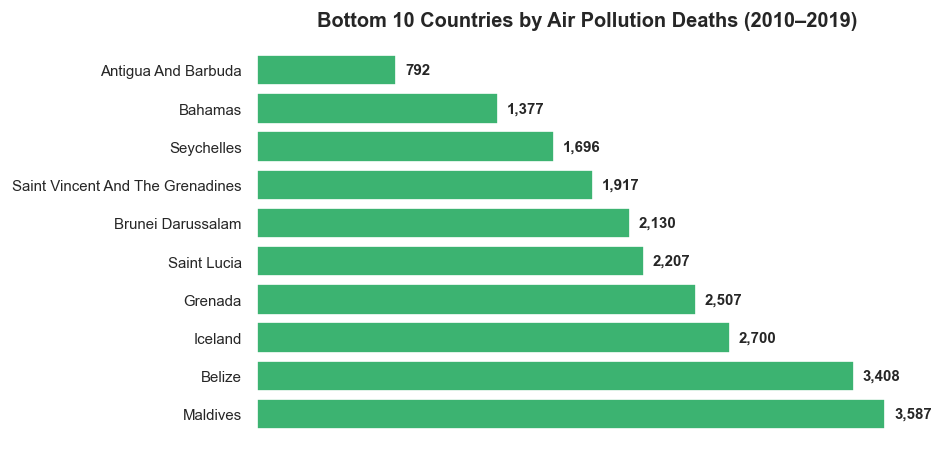 Bottom 10 Countries by Air Pollution Deaths (2010–2019)
Antigua And Barbuda 792
Bahamas 1,377
Seychelles 1,696
Saint Vincent And The Grenadines 1,917
Brunei Darussalam 2,130
Saint Lucia 2,207
Grenada 2,507
Iceland 2,700
Belize 3,408
Maldives 3,587